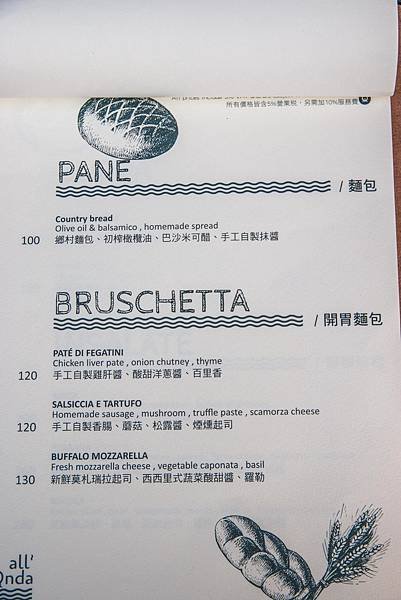 所有價格皆含5%營業稅，另需加10%服務費
PANE
/ 麵包
Country bread
Olive oil & balsamico , homemade spread
100 鄉村麵包、初榨橄欖油、巴沙米可醋、手工自製抹醬
BRUSCHETTA
/ 開胃麵包
PATÉ DI FEGATINI
Chicken liver pate , onion chutney , thyme
120 手工自製雞肝醬、酸甜洋蔥醬、百里香
SALSICCIA E TARTUFO
Homemade sausage , mushroom , truffle paste , scamorza cheese
120 手工自製香腸、蘑菇、松露醬、煙燻起司
BUFFALO MOZZARELLA
Fresh mozzarella cheese , vegetable caponata , basil
130 新鮮莫札瑞拉起司、西西里式蔬菜酸甜醬、羅勒
all'
Onda